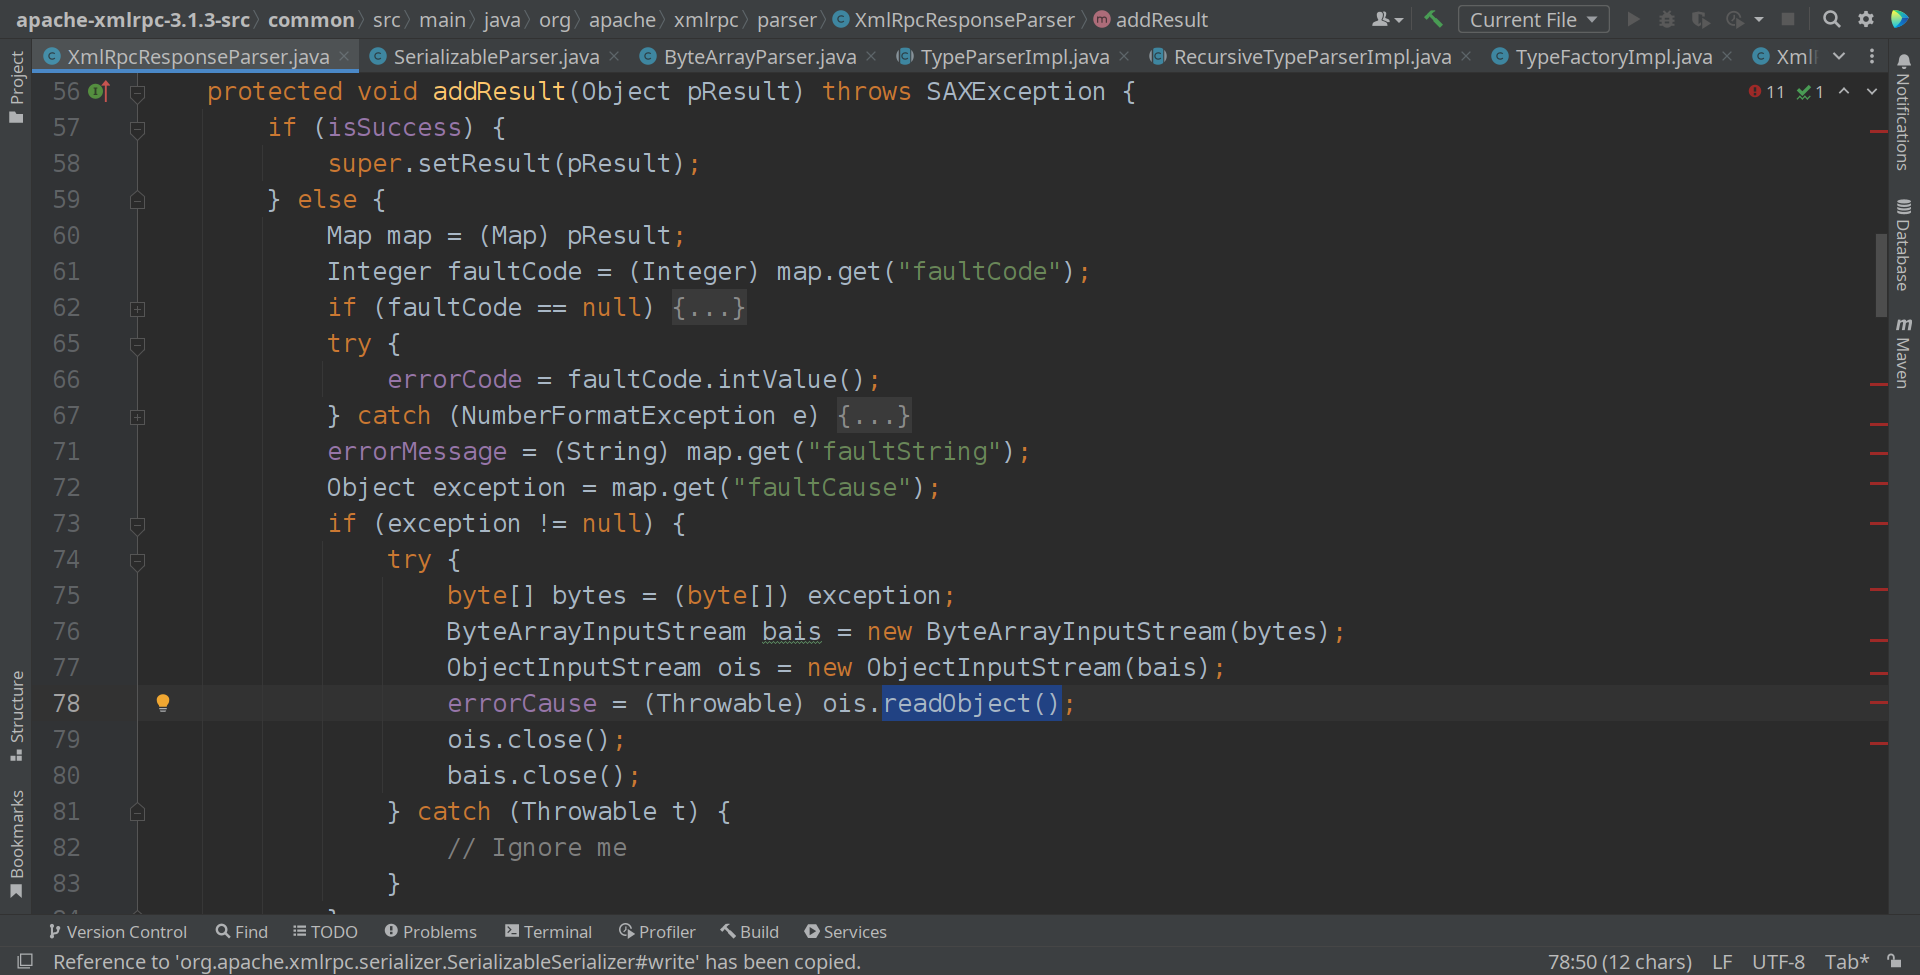 apache-xmlrpc-3.1.3-src common src main java org apache xmlrpc parser XmlRpcResponseParser addResult Current File
XmlRpcResponseParser.java SerializableParser.java ByteArrayParser.java TypeParserImpl.java RecursiveTypeParserImpl.java TypeFactoryImpl.java Xml
Project
Structure
Bookmarks
56 protected void addResult(Object pResult) throws SAXException { 11 1
57 if (isSuccess) {
58 super.setResult(pResult);
59 } else {
60 Map map = (Map) pResult;
61 Integer faultCode = (Integer) map.get("faultCode");
62 if (faultCode == null) {...}
65 try {
66 errorCode = faultCode.intValue();
67 } catch (NumberFormatException e) {...}
71 errorMessage = (String) map.get("faultString");
72 Object exception = map.get("faultCause");
73 if (exception != null) {
74 try {
75 byte[] bytes = (byte[]) exception;
76 ByteArrayInputStream bais = new ByteArrayInputStream(bytes);
77 ObjectInputStream ois = new ObjectInputStream(bais);
78 errorCause = (Throwable) ois.readObject();
79 ois.close();
80 bais.close();
81 } catch (Throwable t) {
82 // Ignore me
83 }
84 }
Notifications
Database
m Maven
Version Control Find TODO Problems Terminal Profiler Build Services
Reference to 'org.apache.xmlrpc.serializer.SerializableSerializer#write' has been copied. 78:50 (12 chars) LF UTF-8 Tab*